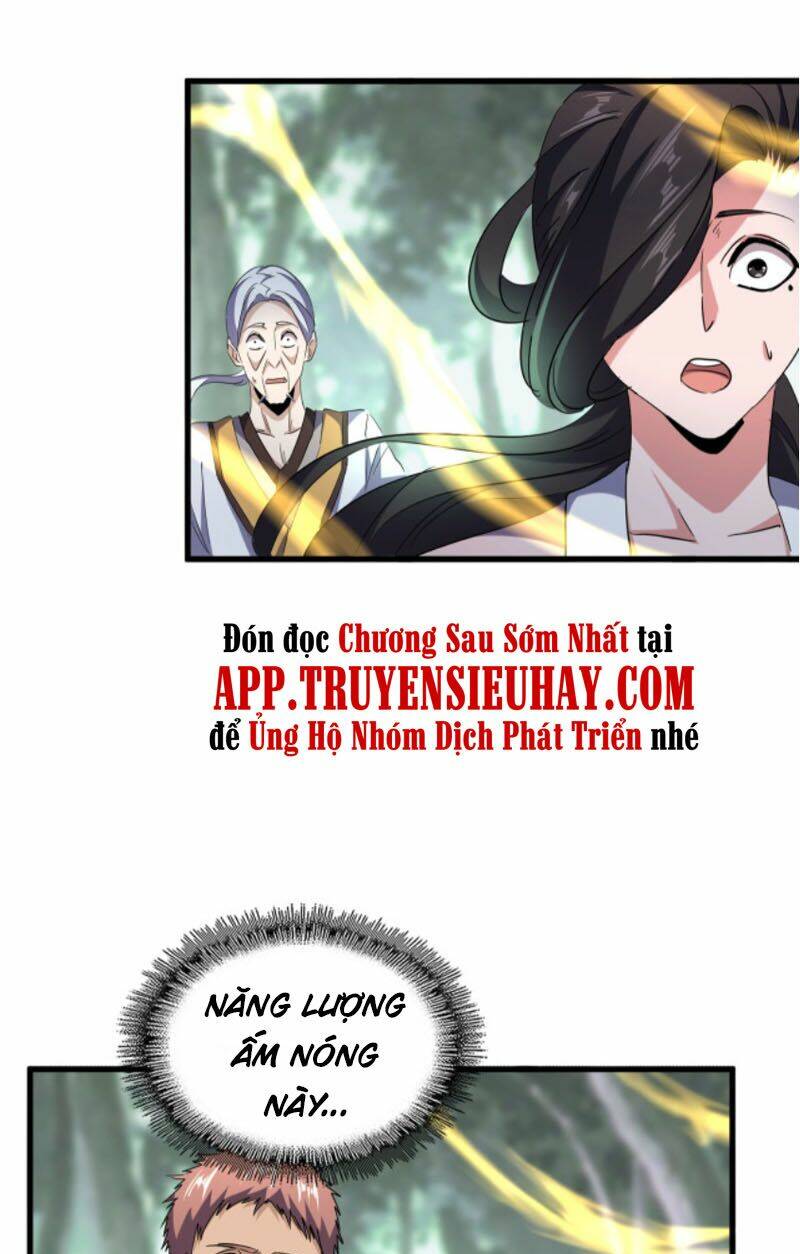 Đón đọc Chương Sau Sớm Nhất tại
APP.TRUYENSIEUHAY.COM
để Ủng Hộ Nhóm Dịch Phát Triển nhé
NĂNG LƯỢNG
ẤM NÓNG
NÀY...